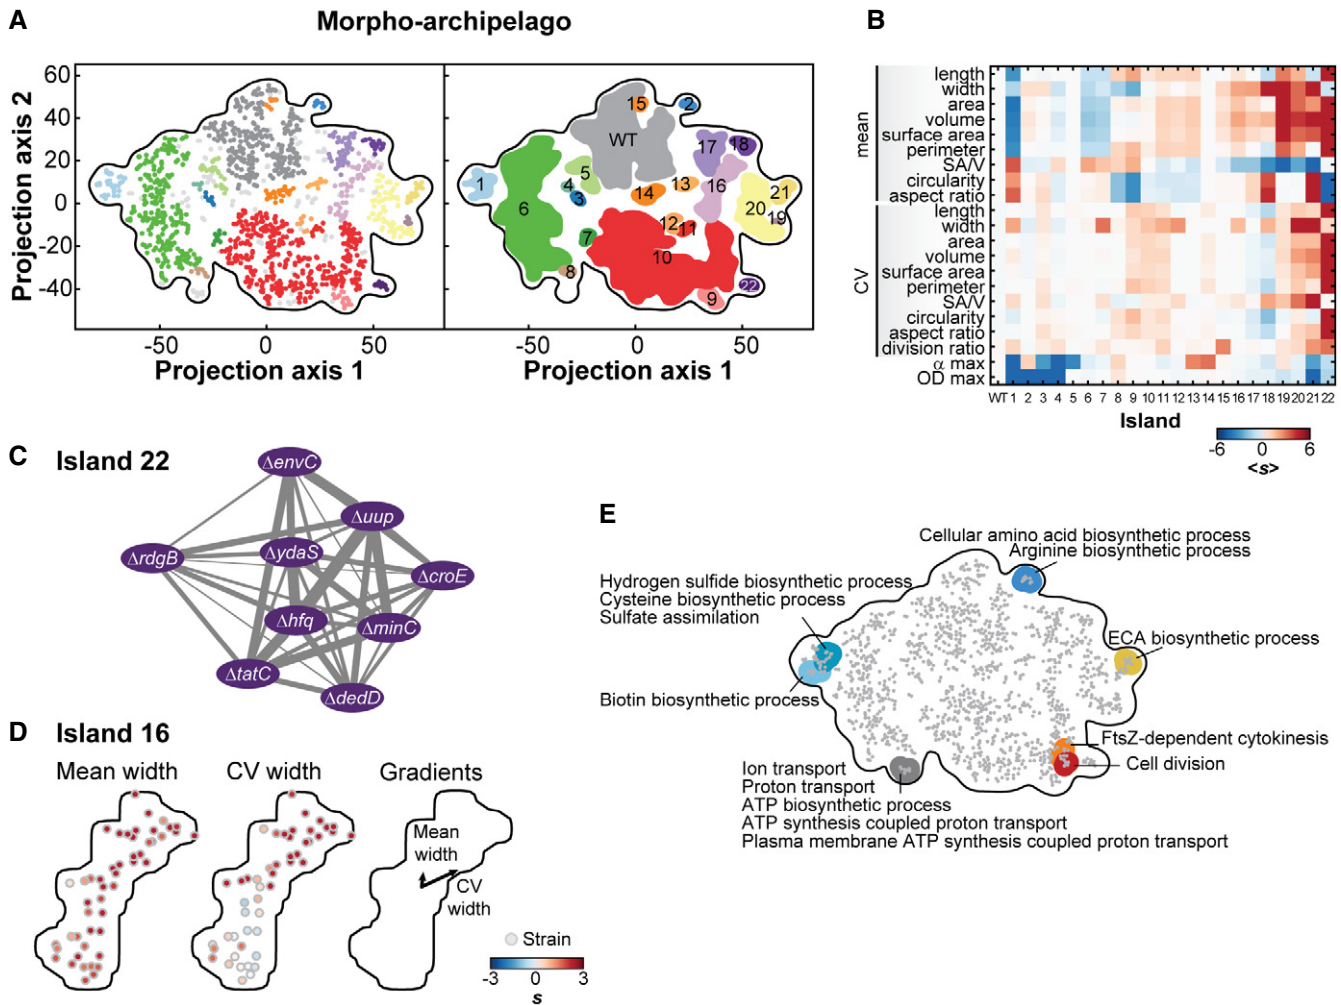 A
Morpho-archipelago
Projection axis 2
60
40
20
0
-20
-40
-50
0
50
Projection axis 1
WT
1
2
3
4
5
6
7
8
9
10
11
12
13
14
15
16
17
18
19
20
21
22
-50
0
50
Projection axis 1
B
mean
length
width
area
volume
surface area
perimeter
SA/V
circularity
aspect ratio
CV
length
width
area
volume
surface area
perimeter
SA/V
circularity
aspect ratio
division ratio
α max
OD max
WT 1 2 3 4 5 6 7 8 9 10 11 12 13 14 15 16 17 18 19 20 21 22
Island
-6 0 6
<s>
C
Island 22
ΔenvC
Δuup
ΔrdgB
ΔydaS
ΔcroE
Δhfq
ΔminC
ΔtatC
ΔdedD
D
Island 16
Mean width
CV width
Gradients
Mean
width
CV
width
Strain
-3 0 3
s
E
Cellular amino acid biosynthetic process
Arginine biosynthetic process
Hydrogen sulfide biosynthetic process
Cysteine biosynthetic process
Sulfate assimilation
ECA biosynthetic process
Biotin biosynthetic process
FtsZ-dependent cytokinesis
Cell division
Ion transport
Proton transport
ATP biosynthetic process
ATP synthesis coupled proton transport
Plasma membrane ATP synthesis coupled proton transport